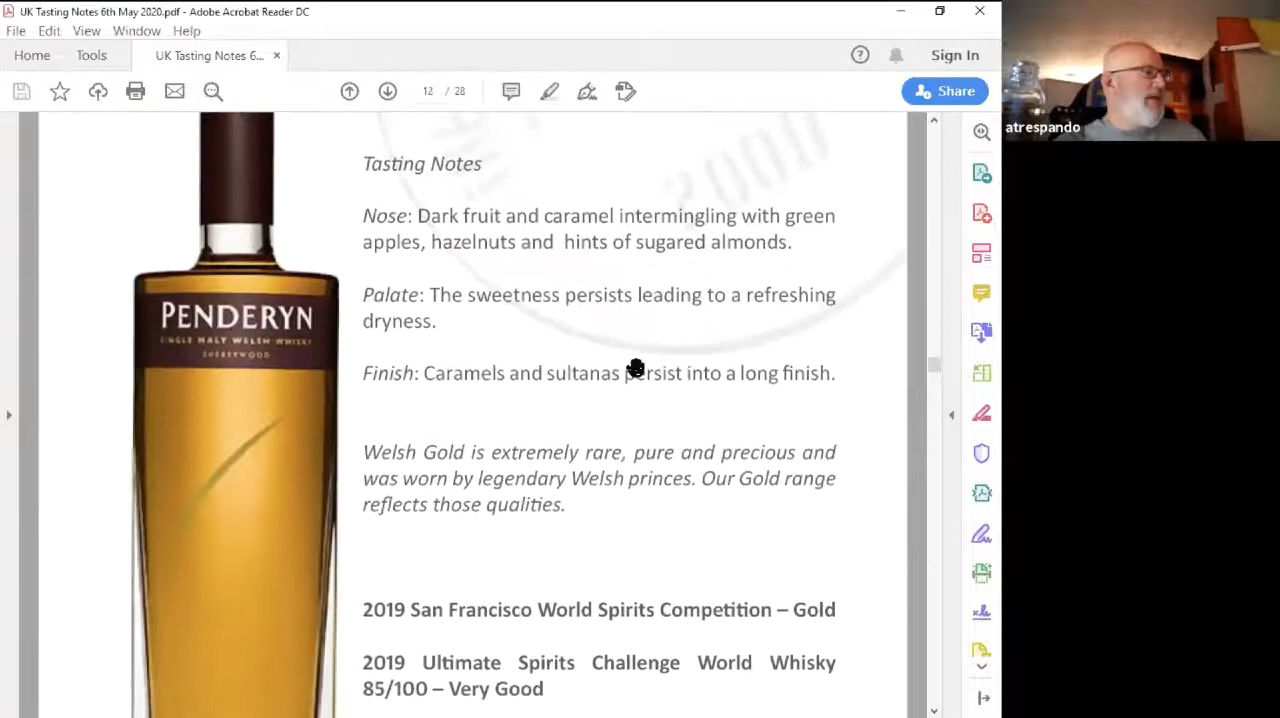 UK Tasting Notes 6th May 2020.pdf - Adobe Acrobat Reader DC
File Edit View Window Help
Home Tools UK Tasting Notes 6... × Sign In
12 / 28 Share
atrespando
2000
Tasting Notes
Nose: Dark fruit and caramel intermingling with green
apples, hazelnuts and hints of sugared almonds.
Palate: The sweetness persists leading to a refreshing
dryness.
Finish: Caramels and sultanas persist into a long finish.
PENDERYN
SINGLE MALT WELSH WHISKY
SHERRYWOOD
Welsh Gold is extremely rare, pure and precious and
was worn by legendary Welsh princes. Our Gold range
reflects those qualities.
2019 San Francisco World Spirits Competition – Gold
2019 Ultimate Spirits Challenge World Whisky
85/100 – Very Good